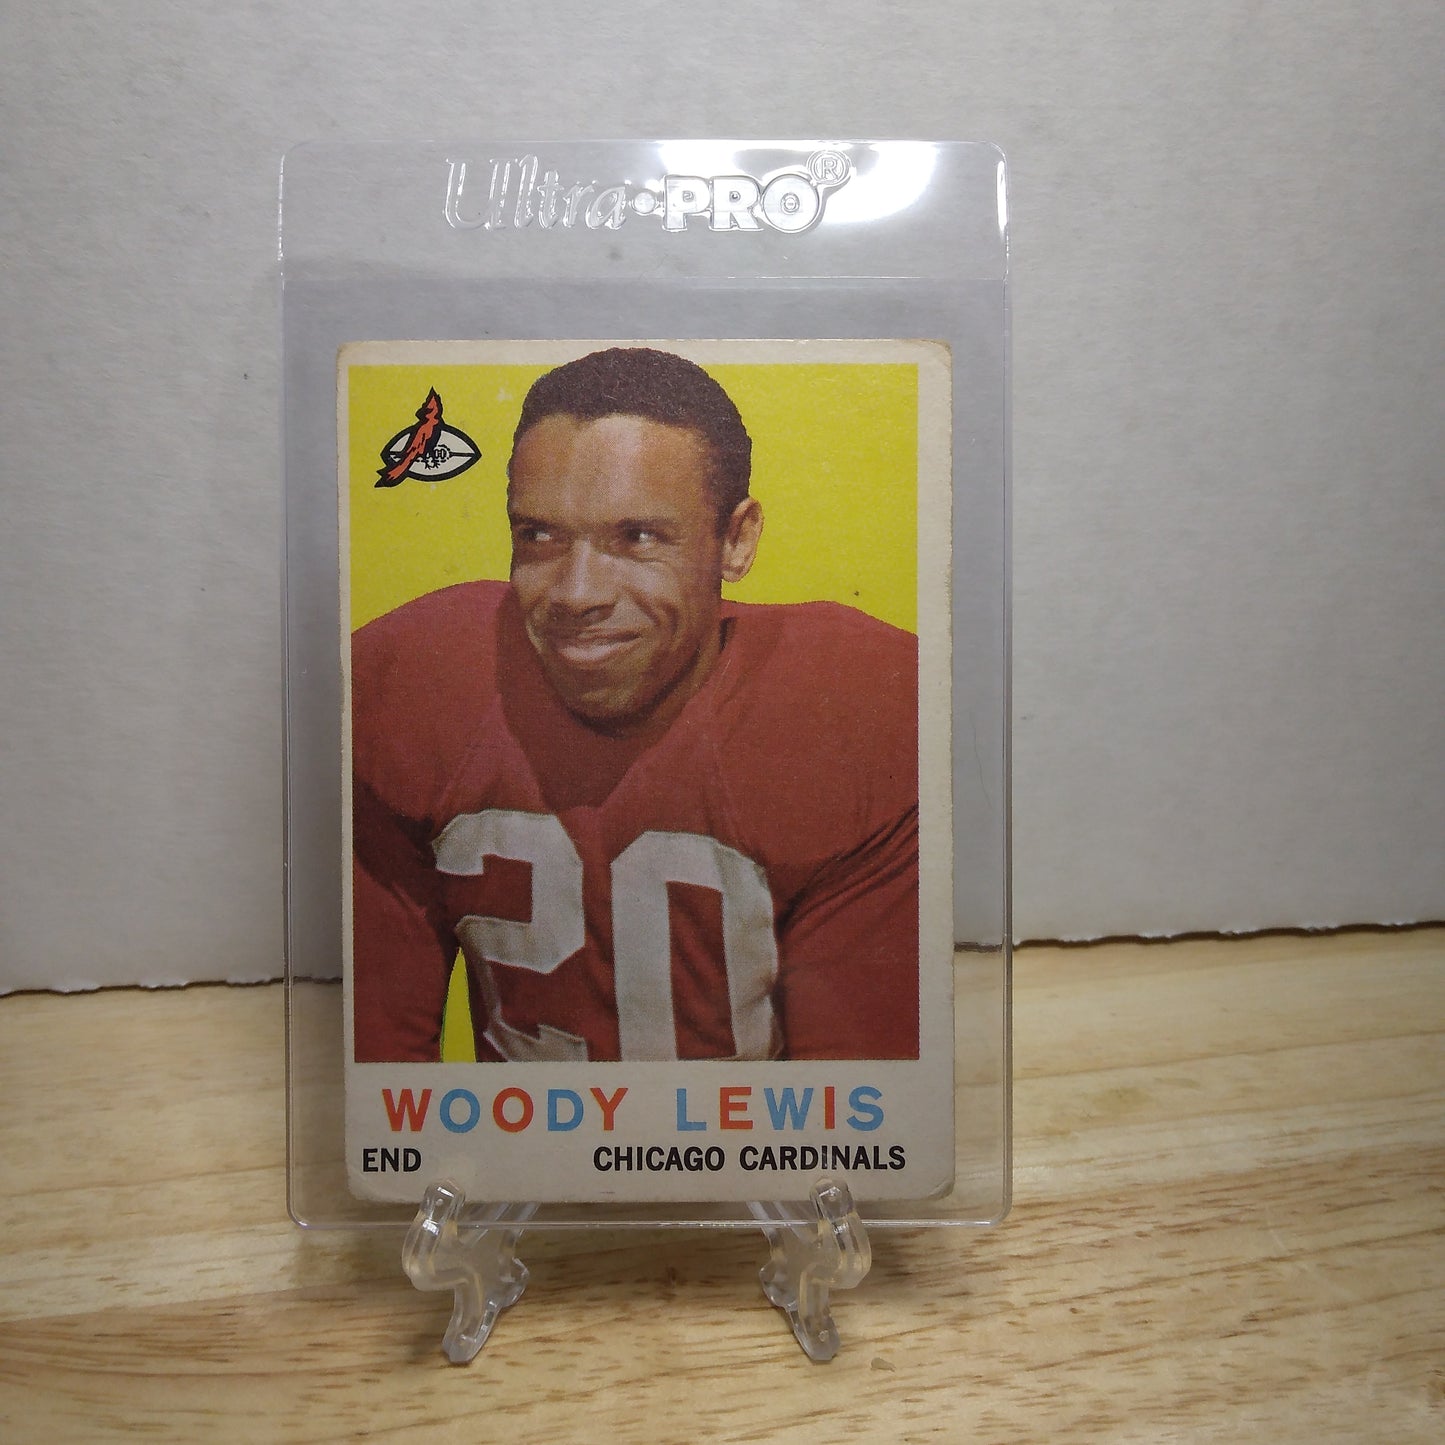 Ultra•PRO®
WOODY LEWIS
END CHICAGO CARDINALS
20